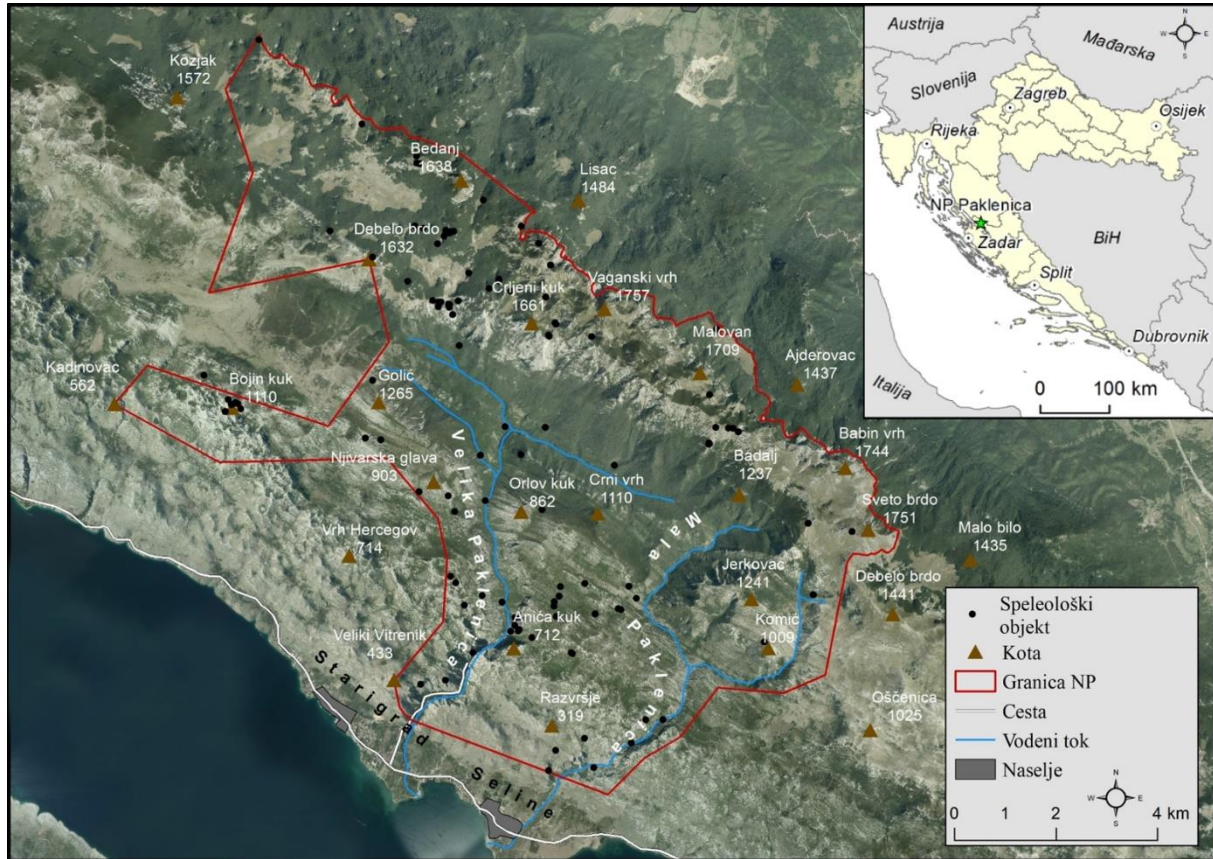 Kozjak
1572
Bedanj
1638
Lisac
1484
Debelo brdo
1632
Vaganski vrh
1757
Crljeni kuk
1661
Malovan
1709
Ajderovac
1437
Kadinovac
562
Bojin kuk
1110
Golić
1265
Babin vrh
1744
Njivarska glava
903
Badalj
1237
Orlov kuk
862
Crni vrh
1110
Sveto brdo
1751
Vrh Hercegov
714
Malo bilo
1435
Jerkovac
1241
Debelo brdo
1441
Anića kuk
712
Komić
1009
Veliki Vitrenik
433
Razvršje
319
Oščenica
1025
Velika Paklenica
Mala Paklenica
Starigrad
Seline
Austrija
Mađarska
Slovenija
Zagreb
Osijek
Rijeka
NP Paklenica
Zadar
BiH
Split
Dubrovnik
Italija
N
W E
S
0 100 km
Speleološki
objekt
Kota
Granica NP
Cesta
Vodeni tok
Naselje
N
W E
S
0 2 4 km